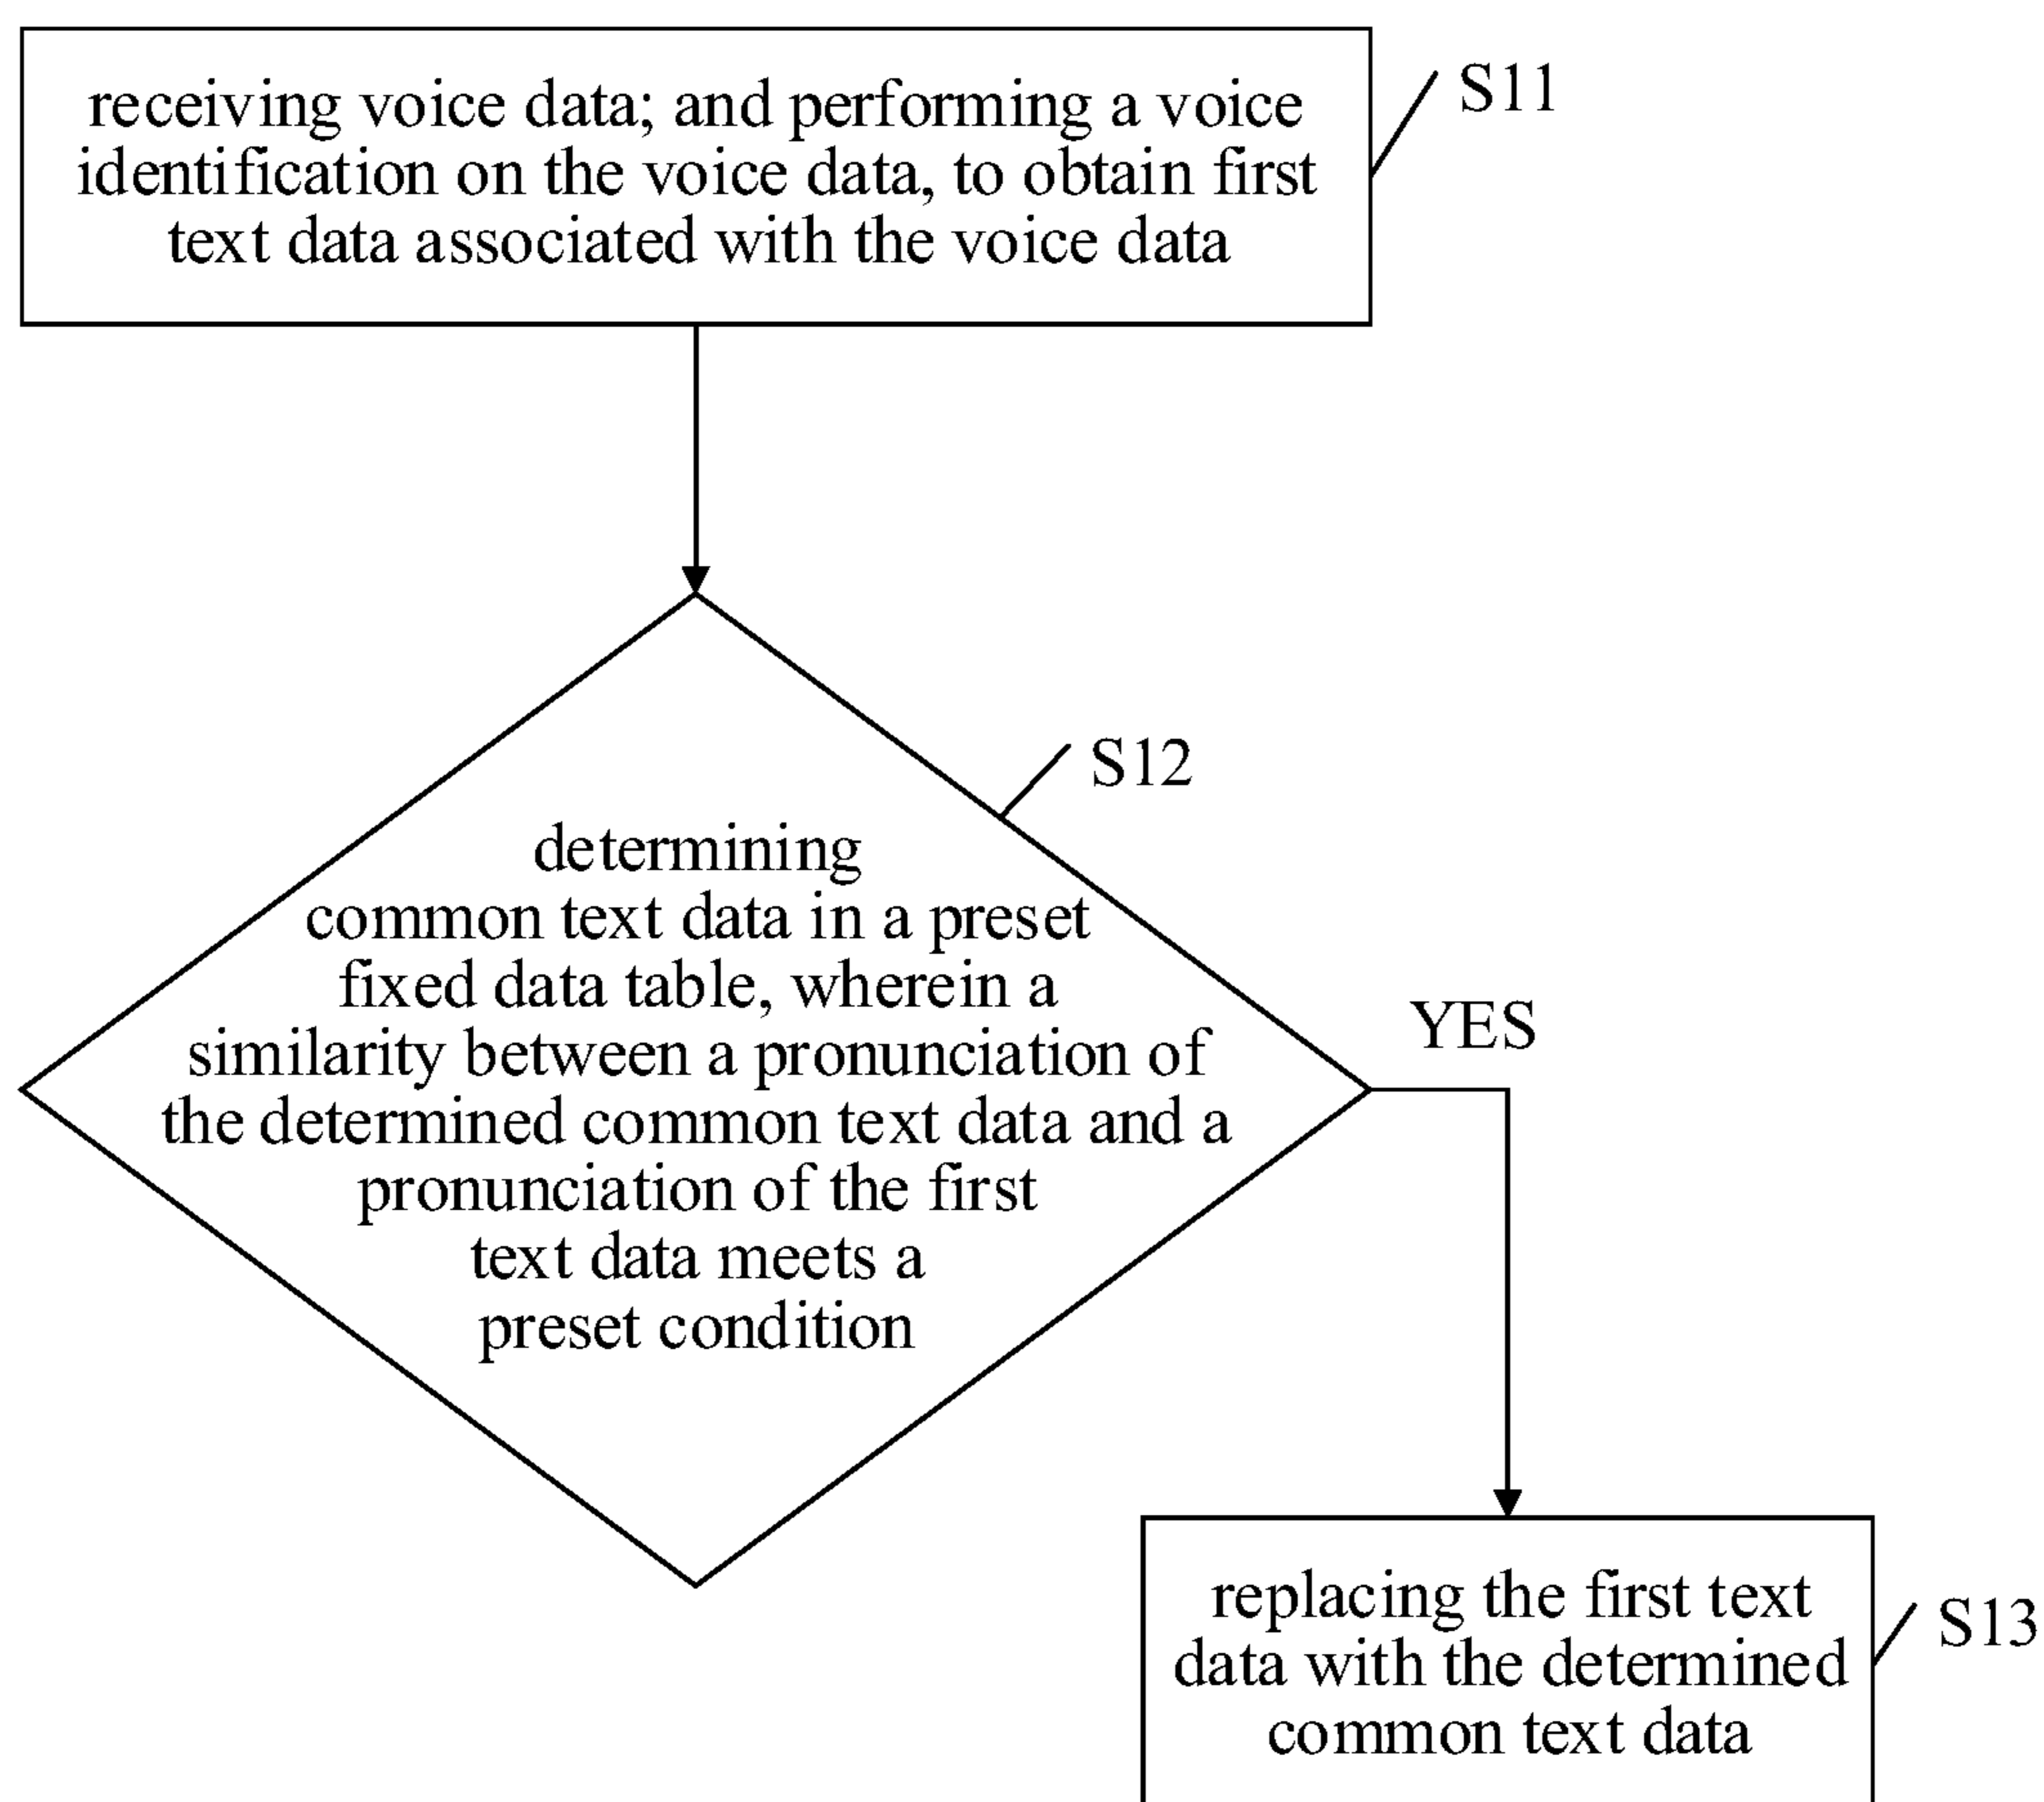 receiving voice data; and performing a voice
identification on the voice data, to obtain first
text data associated with the voice data
S11
S12
determining
common text data in a preset
fixed data table, wherein a
similarity between a pronunciation of
the determined common text data and a
pronunciation of the first
text data meets a
preset condition
YES
replacing the first text
data with the determined
common text data
S13